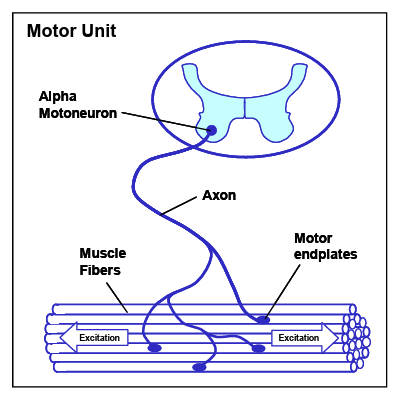 Motor Unit
Alpha
Motoneuron
Axon
Muscle
Fibers
Motor
endplates
Excitation
Excitation